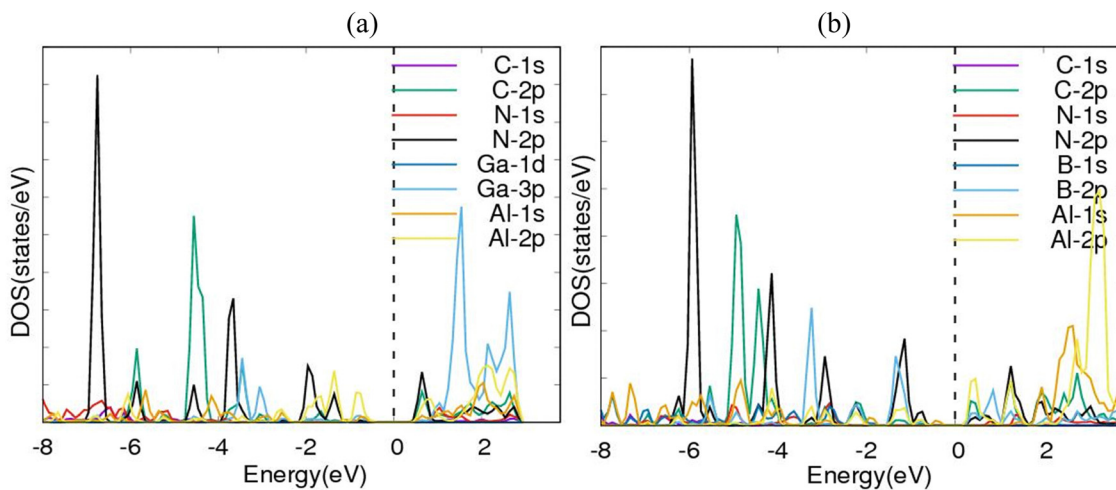 (a)
(b)
DOS(states/eV)
C-1s
C-2p
N-1s
N-2p
Ga-1d
Ga-3p
Al-1s
Al-2p
-8 -6 -4 -2 0 2
Energy(eV)
DOS(states/eV)
C-1s
C-2p
N-1s
N-2p
B-1s
B-2p
Al-1s
Al-2p
-8 -6 -4 -2 0 2
Energy(eV)